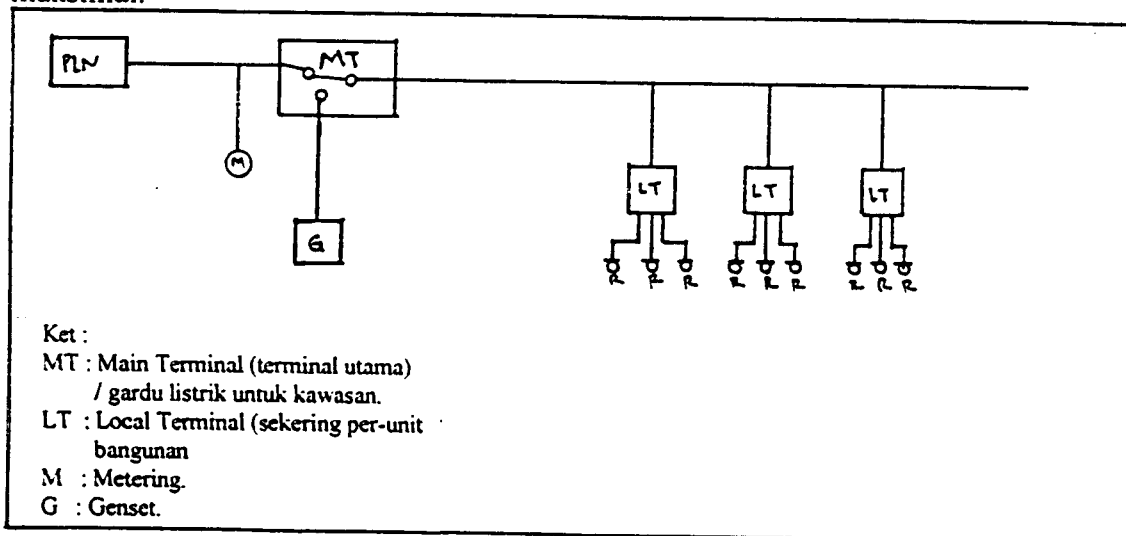 maksimal.
PLN
MT
M
G
LT LT LT
R R R R R R R R R
Ket :
MT : Main Terminal (terminal utama)
/ gardu listrik untuk kawasan.
LT : Local Terminal (sekering per-unit
bangunan
M : Metering.
G : Genset.